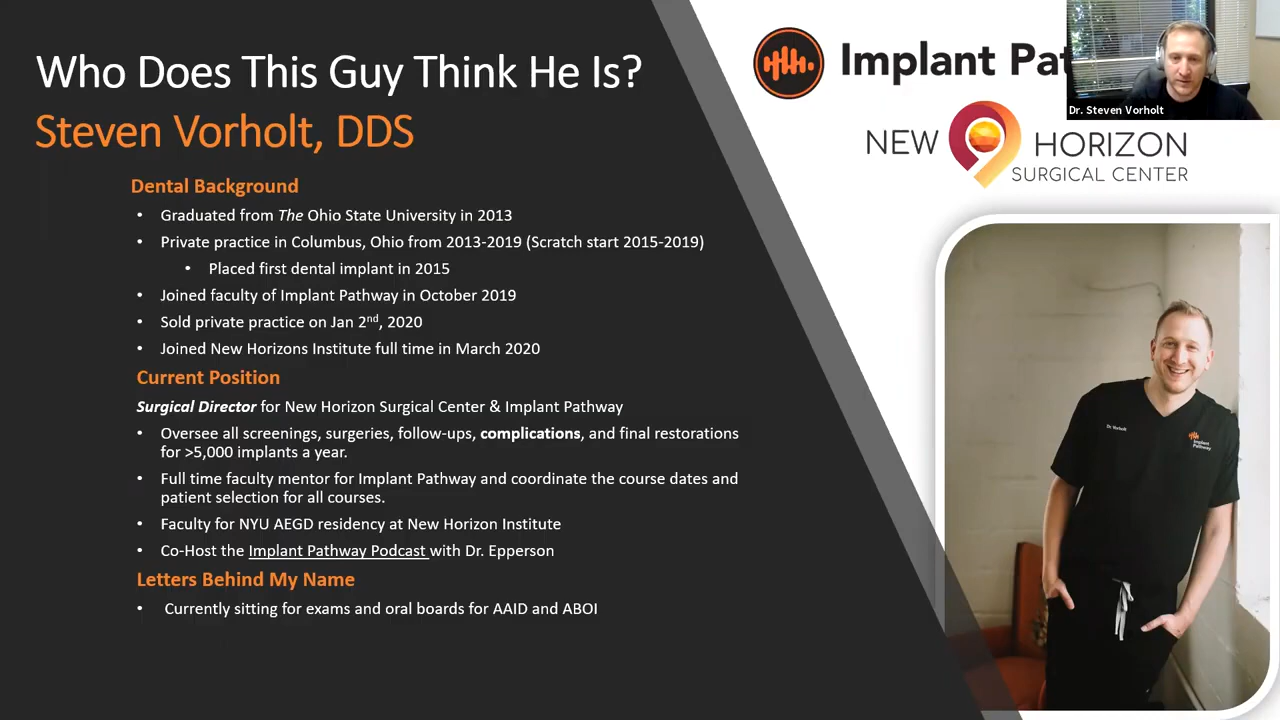 Who Does This Guy Think He Is?
Steven Vorholt, DDS
Dental Background
• Graduated from The Ohio State University in 2013
• Private practice in Columbus, Ohio from 2013-2019 (Scratch start 2015-2019)
• Placed first dental implant in 2015
• Joined faculty of Implant Pathway in October 2019
• Sold private practice on Jan 2nd, 2020
• Joined New Horizons Institute full time in March 2020
Current Position
Surgical Director for New Horizon Surgical Center & Implant Pathway
• Oversee all screenings, surgeries, follow-ups, complications, and final restorations
for >5,000 implants a year.
• Full time faculty mentor for Implant Pathway and coordinate the course dates and
patient selection for all courses.
• Faculty for NYU AEGD residency at New Horizon Institute
• Co-Host the Implant Pathway Podcast with Dr. Epperson
Letters Behind My Name
• Currently sitting for exams and oral boards for AAID and ABOI
Implant Pat
Dr. Steven Vorholt
NEW HORIZON
SURGICAL CENTER
Dr. Vorholt
Implant
Pathway